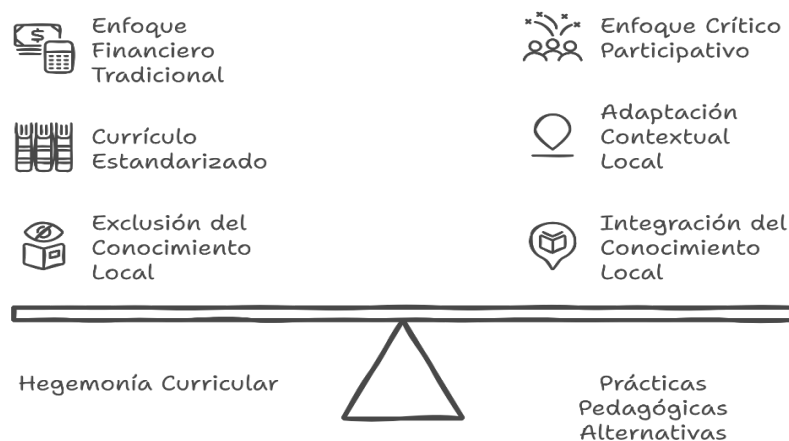 Enfoque
Financiero
Tradicional
Currículo
Estandarizado
Exclusión del
Conocimiento
Local
Enfoque Crítico
Participativo
Adaptación
Contextual
Local
Integración del
Conocimiento
Local
Hegemonía Curricular
Prácticas
Pedagógicas
Alternativas